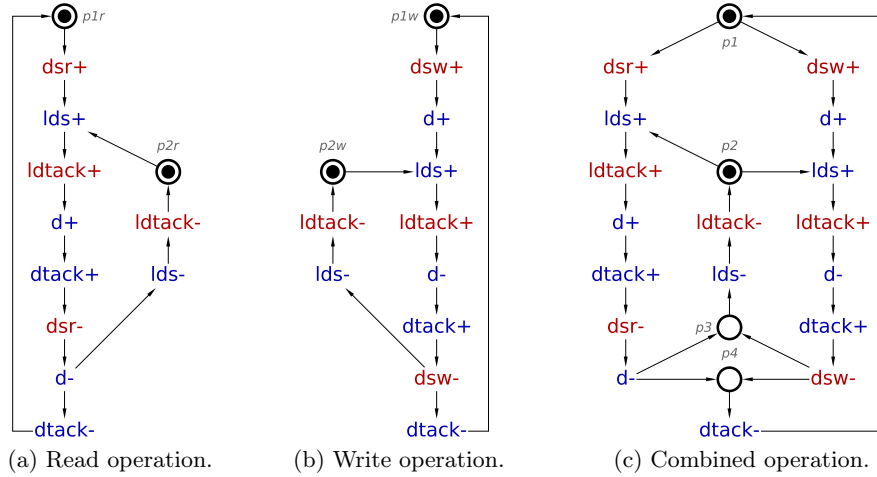 p1r
dsr+
lds+
p2r
ldtack+
d+
ldtack-
dtack+
lds-
dsr-
d-
dtack-
(a) Read operation.
p1w
dsw+
d+
p2w
lds+
ldtack-
ldtack+
lds-
d-
dtack+
dsw-
dtack-
(b) Write operation.
p1
dsr+
dsw+
lds+
d+
p2
ldtack+
lds+
d+
ldtack-
ldtack+
dtack+
lds-
d-
dsr-
p3
dtack+
p4
d-
dsw-
dtack-
(c) Combined operation.